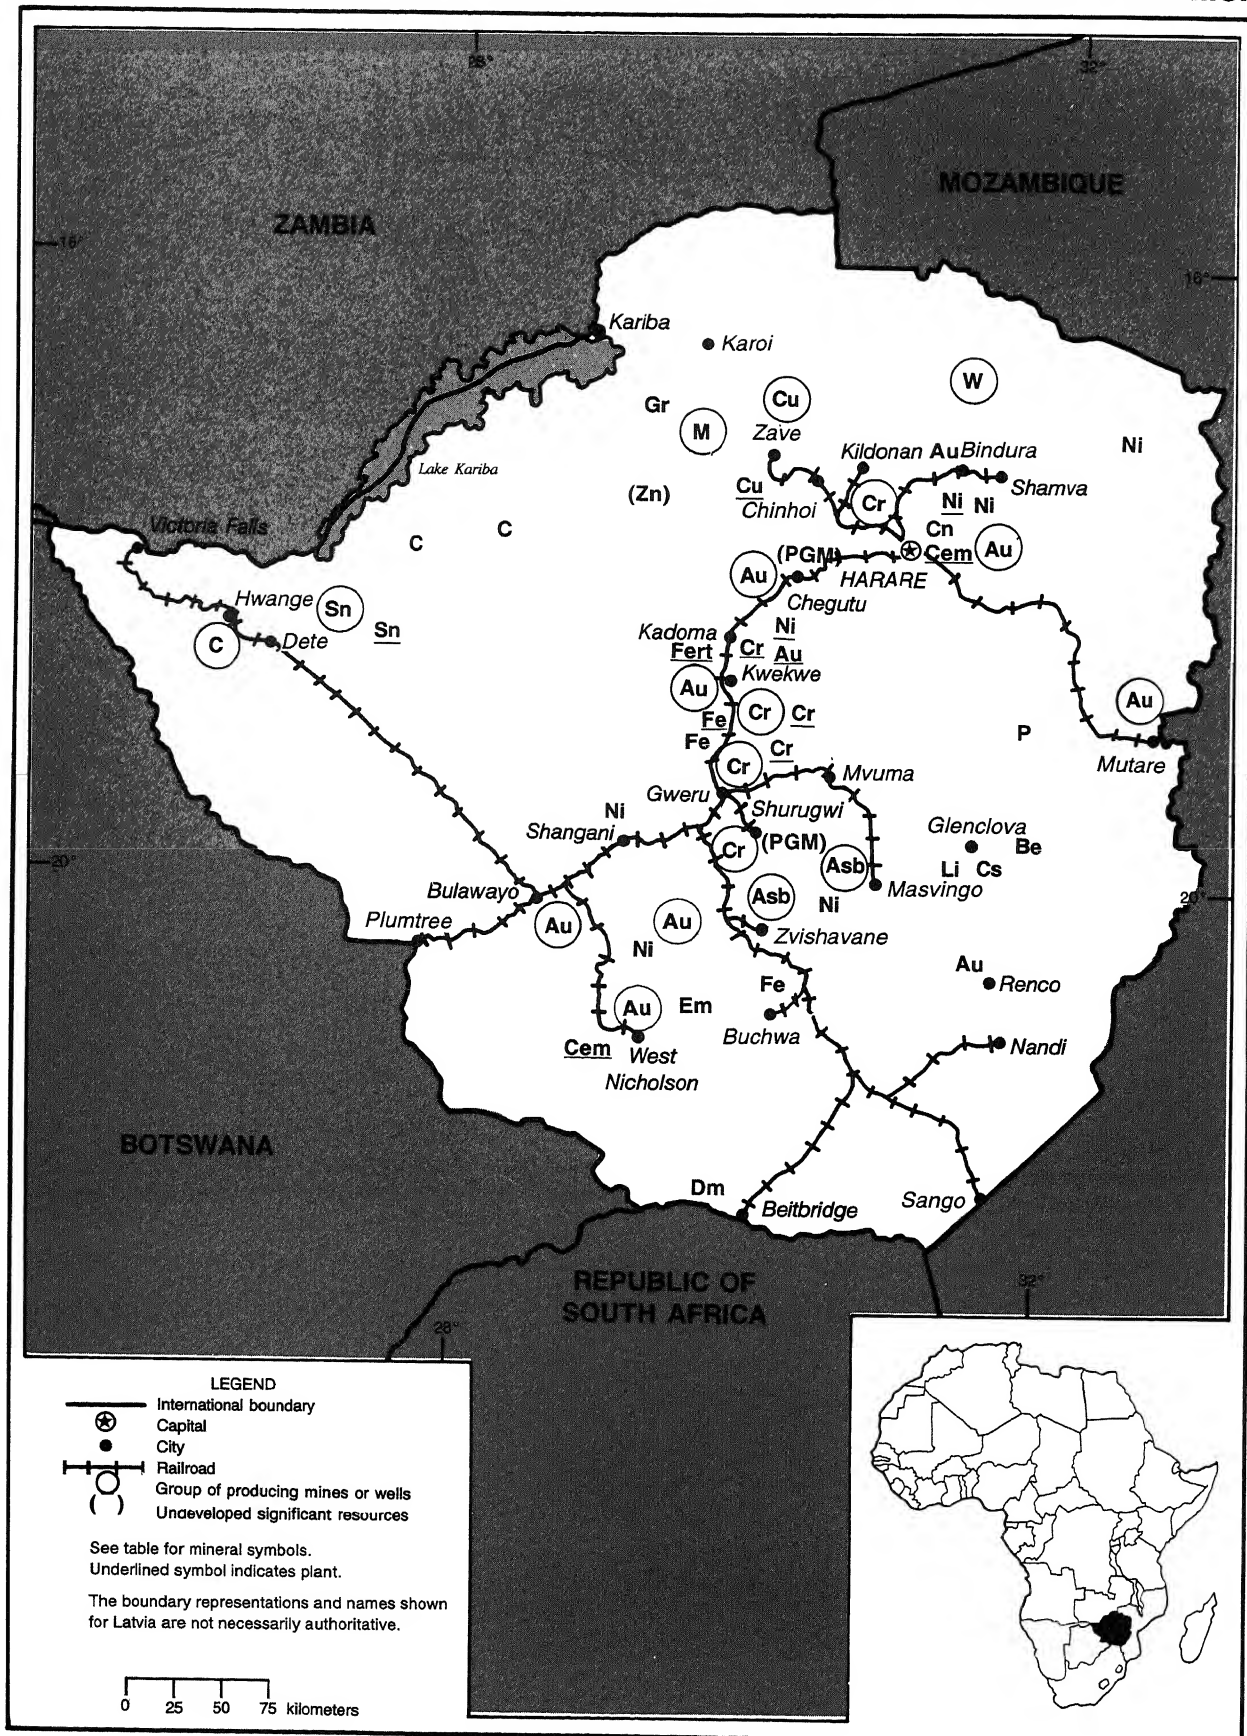 28°
32°
MOZAMBIQUE
ZAMBIA
16°
16°
Kariba
Karoi
W
Cu
Gr
M
Zave
Kildonan Au Bindura
Ni
Lake Kariba
(Zn)
Cu
Chinhoi
Cr
Shamva
Ni Ni
Victoria Falls
C
C
Cn
(PGM)
Cem
Au
Au
HARARE
Chegutu
Hwange
Sn
Sn
C
Dete
Kadoma
Ni
Fert
Cr
Au
Kwekwe
Au
Au
Fe
Cr
Cr
Fe
P
Cr
Cr
Mutare
Mvuma
Gweru
Ni
Shurugwi
Shangani
Glenclova
(PGM)
Be
Cr
20°
Asb
Li Cs
Bulawayo
Asb
Masvingo
20°
Ni
Plumtree
Au
Au
Zvishavane
Ni
Au
Fe
Renco
Au
Em
Buchwa
Cem
West
Nicholson
Nandi
BOTSWANA
Dm
Sango
Beitbridge
REPUBLIC OF
SOUTH AFRICA
32°
28°
LEGEND
International boundary
Capital
City
Railroad
Group of producing mines or wells
( ) Undeveloped significant resources
See table for mineral symbols.
Underlined symbol indicates plant.
The boundary representations and names shown
for Latvia are not necessarily authoritative.
0 25 50 75 kilometers